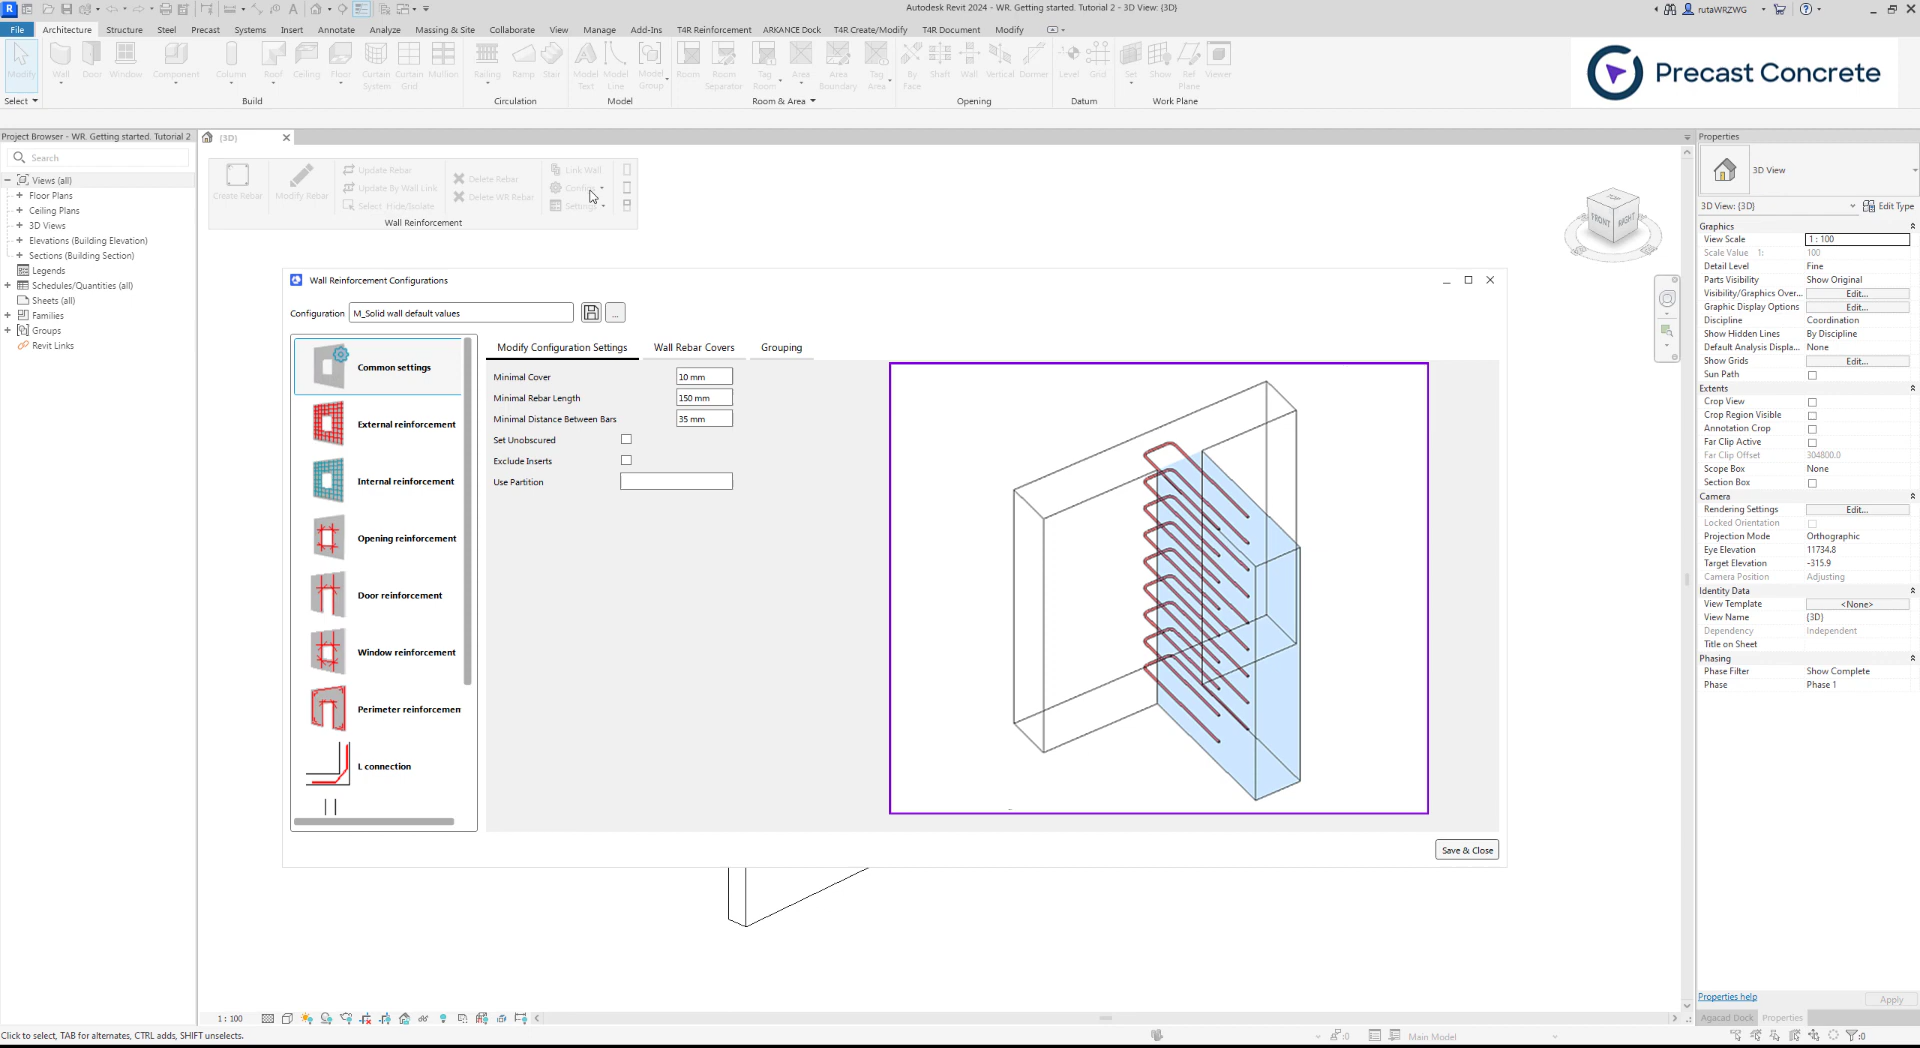 Autodesk Revit 2024 - WR. Getting started. Tutorial 2 - 3D View: {3D}
rutaWRZWG
File
Architecture
Structure
Steel
Precast
Systems
Insert
Annotate
Analyze
Massing & Site
Collaborate
View
Manage
Add-Ins
T4R Reinforcement
ARKANCE Dock
T4R Create/Modify
T4R Document
Modify
Modify
Wall
Door
Window
Component
Column
Roof
Ceiling
Floor
Curtain System
Curtain Grid
Mullion
Railing
Ramp
Stair
Model Text
Model Line
Model Group
Room
Room Separator
Tag Room
Area
Area Boundary
Tag Area
By Face
Shaft
Wall
Vertical
Dormer
Level
Grid
Set
Show
Ref Plane
Viewer
Select
Build
Circulation
Model
Room & Area
Opening
Datum
Work Plane
Precast Concrete
Project Browser - WR. Getting started. Tutorial 2
Search
Views (all)
Floor Plans
Ceiling Plans
3D Views
Elevations (Building Elevation)
Sections (Building Section)
Legends
Schedules/Quantities (all)
Sheets (all)
Families
Groups
Revit Links
{3D}
Create Rebar
Modify Rebar
Update Rebar
Update By Wall Link
Select Hide/Isolate
Delete Rebar
Delete WR Rebar
Link Wall
Settings
Wall Reinforcement
TOP
FRONT
RIGHT
Wall Reinforcement Configurations
Configuration
M_Solid wall default values
...
Common settings
External reinforcement
Internal reinforcement
Opening reinforcement
Door reinforcement
Window reinforcement
Perimeter reinforcemen
L connection
Modify Configuration Settings
Wall Rebar Covers
Grouping
Minimal Cover
10 mm
Minimal Rebar Length
150 mm
Minimal Distance Between Bars
35 mm
Set Unobscured
Exclude Inserts
Use Partition
Save & Close
Properties
3D View
3D View: {3D}
Edit Type
Graphics
View Scale
1 : 100
Scale Value 1:
100
Detail Level
Fine
Parts Visibility
Show Original
Visibility/Graphics Over...
Edit...
Graphic Display Options
Edit...
Discipline
Coordination
Show Hidden Lines
By Discipline
Default Analysis Displa...
None
Show Grids
Edit...
Sun Path
Extents
Crop View
Crop Region Visible
Annotation Crop
Far Clip Active
Far Clip Offset
304800.0
Scope Box
None
Section Box
Camera
Rendering Settings
Edit...
Locked Orientation
Projection Mode
Orthographic
Eye Elevation
11734.8
Target Elevation
-315.9
Camera Position
Adjusting
Identity Data
View Template
<None>
View Name
{3D}
Dependency
Independent
Title on Sheet
Phasing
Phase Filter
Show Complete
Phase
Phase 1
Properties help
Apply
Agacad Dock
Properties
1 : 100
Click to select, TAB for alternates, CTRL adds, SHIFT unselects.
:0
Main Model
:0